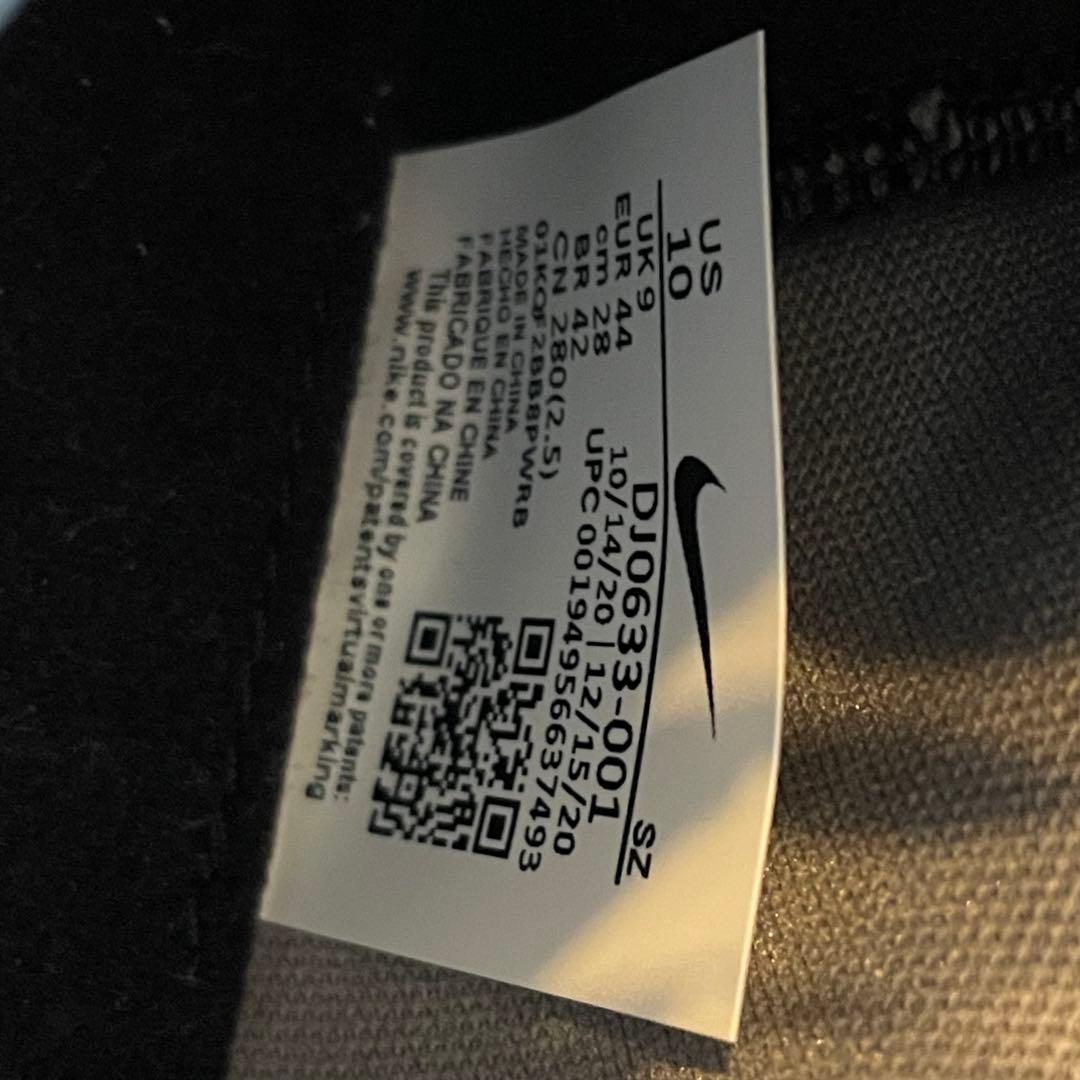 US
10
UK 9
EUR 44
cm 28
BR 42
CN 280(2.5)
DJ0633-001 SZ
10/14/20 | 12/15/20
UPC 00194956637493
01KQF2BB8PWRB
MADE IN CHINA
HECHO EN CHINA
FABRIQUE EN CHINE
FABRICADO NA CHINA
This product is covered by one or more patents:
www.nike.com/patentsvirtualmarking